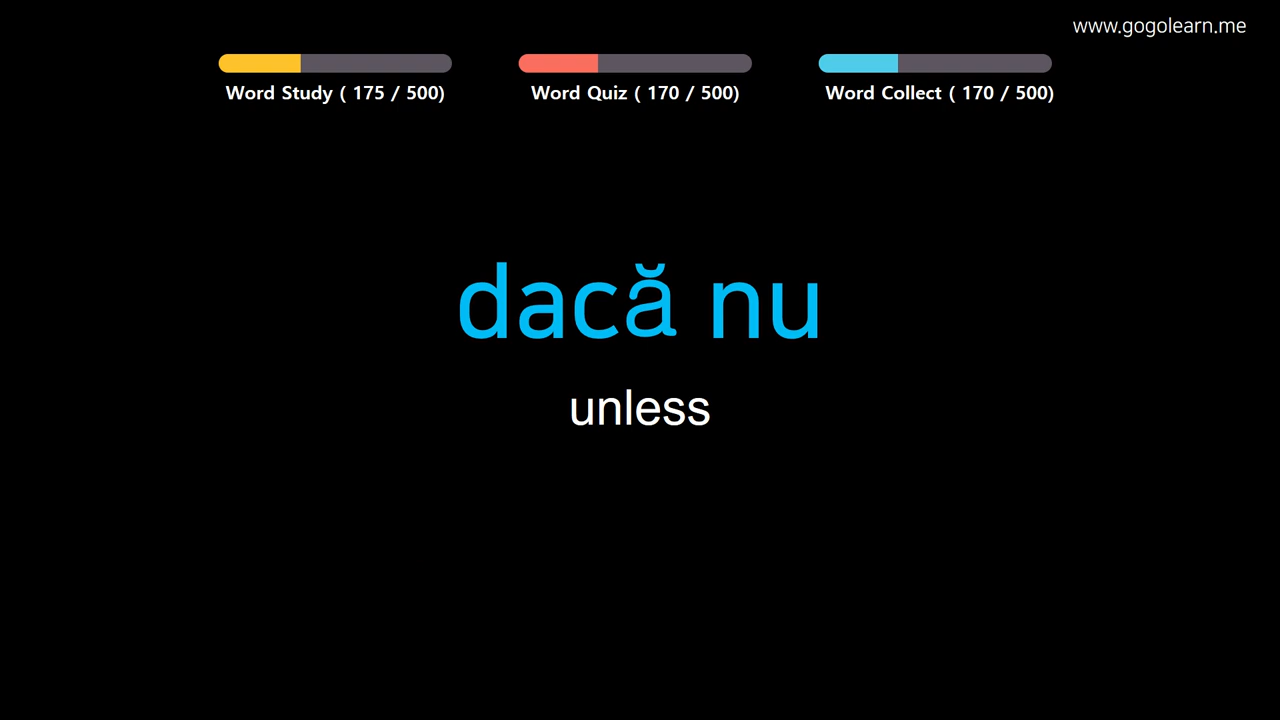 www.gogolearn.me
Word Study ( 175 / 500)
Word Quiz ( 170 / 500)
Word Collect ( 170 / 500)
dacă nu
unless